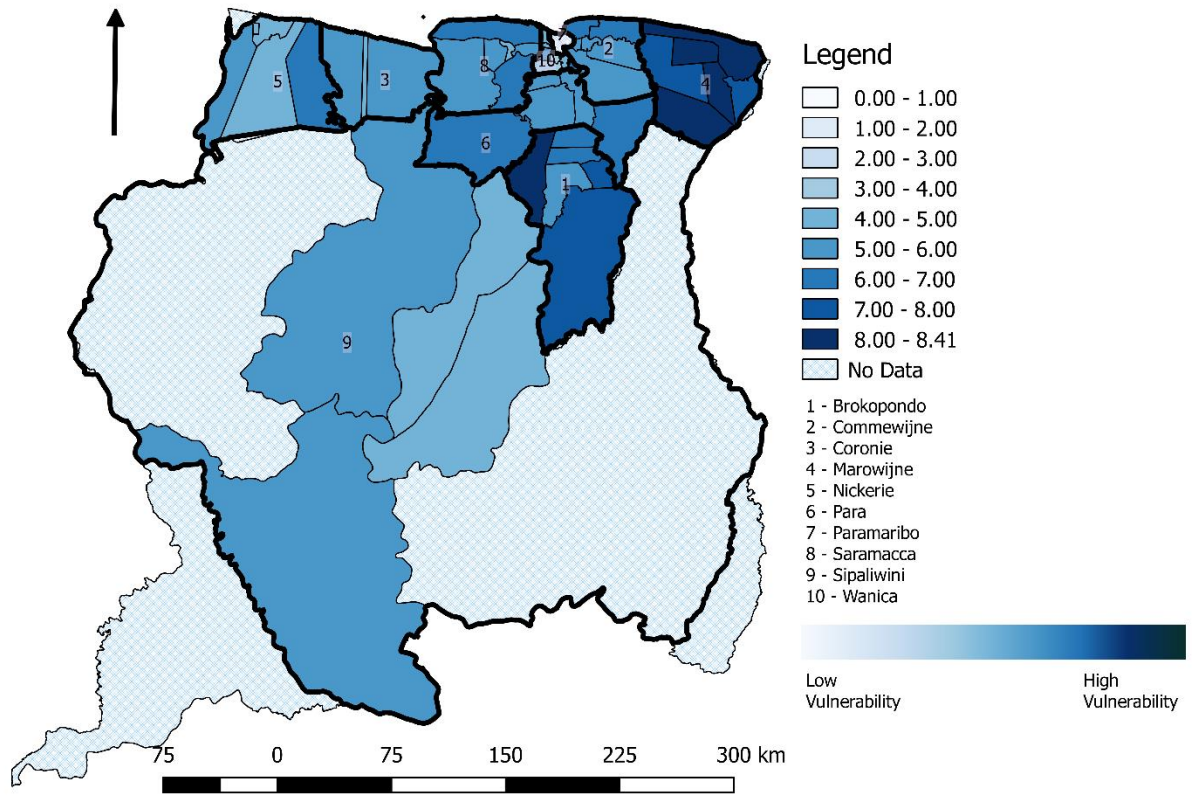 7
2
10
8
3
5
4
6
1
9
75 0 75 150 225 300 km
Legend
0.00 - 1.00
1.00 - 2.00
2.00 - 3.00
3.00 - 4.00
4.00 - 5.00
5.00 - 6.00
6.00 - 7.00
7.00 - 8.00
8.00 - 8.41
No Data
1 - Brokopondo
2 - Commewijne
3 - Coronie
4 - Marowijne
5 - Nickerie
6 - Para
7 - Paramaribo
8 - Saramacca
9 - Sipaliwini
10 - Wanica
Low
Vulnerability
High
Vulnerability